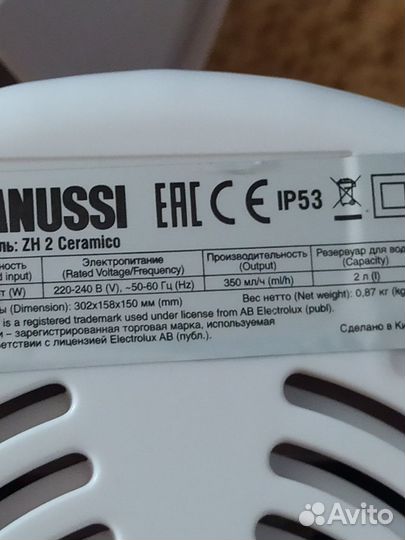 ANUSSI EAC CE IP53
ль: ZH 2 Ceramico
ность Электропитание Производительность Резервуар для вод
d input) (Rated Voltage/Frequency) (Output) (Capacity)
т (W) 220-240 В (V), ~50-60 Гц (Hz) 350 мл/ч (ml/h) 2 л (l)
ы (Dimension): 302x158x150 мм (mm) Вес нетто (Net weight): 0,87 кг (kg
is a registered trademark used under license from AB Electrolux (publ).
и – зарегистрированная торговая марка, используемая Сделано в Ки
ответствии с лицензией Electrolux AB (публ.).
Avito